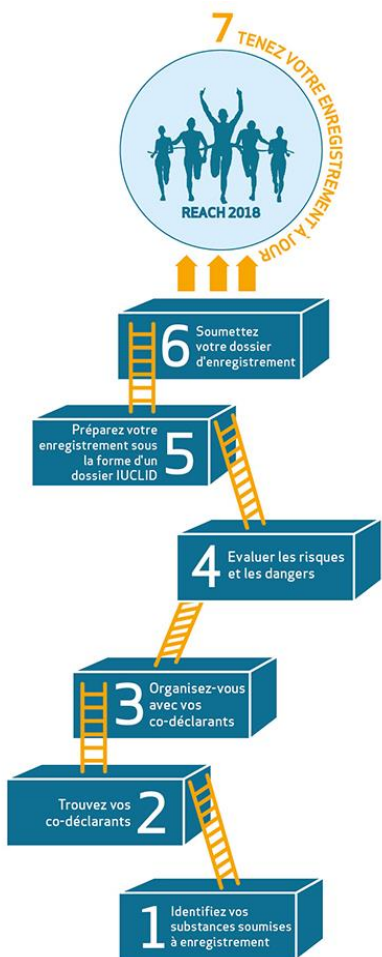 7 TENEZ VOTRE ENREGISTREMENT À JOUR
REACH 2018
6
Soumettez
votre dossier
d'enregistrement
Préparez votre
enregistrement sous
la forme d'un
dossier IUCLID
5
4
Evaluer les risques
et les dangers
3
Organisez-vous
avec vos
co-déclarants
Trouvez vos
co-déclarants
2
1
Identifiez vos
substances soumises
à enregistrement